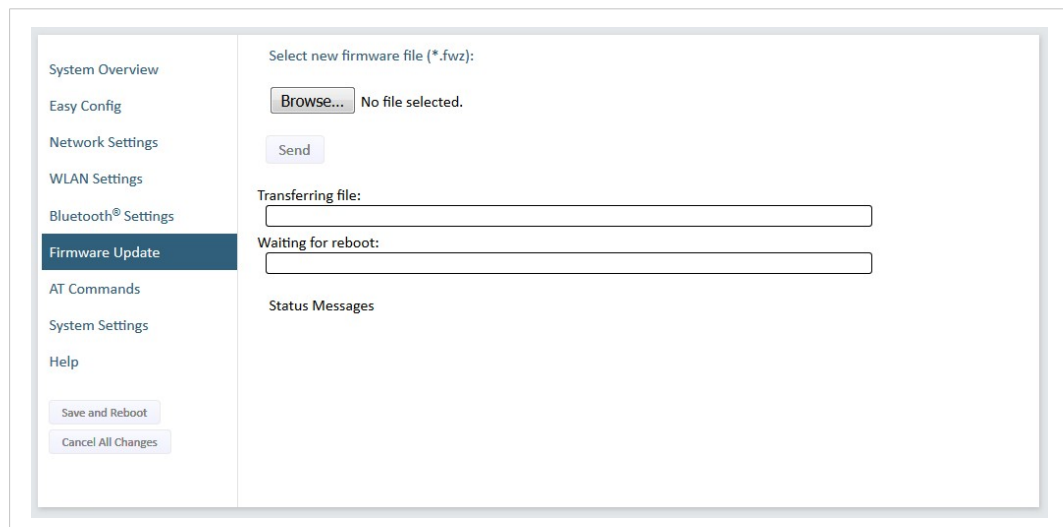 System Overview
Easy Config
Network Settings
WLAN Settings
Bluetooth® Settings
Firmware Update
AT Commands
System Settings
Help
Save and Reboot
Cancel All Changes
Select new firmware file (*.fwz):
Browse... No file selected.
Send
Transferring file:
Waiting for reboot:
Status Messages